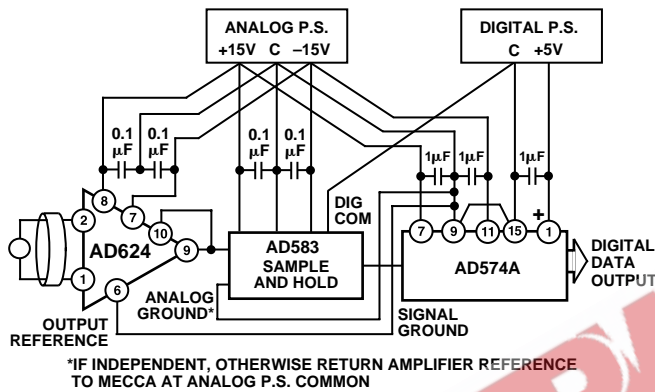 ANALOG P.S.
+15V C –15V
DIGITAL P.S.
C +5V
0.1 µF
0.1 µF
0.1 µF
0.1 µF
1µF
1µF
1µF
DIG COM
8
7
10
9
2
1
6
AD624
AD583
SAMPLE
AND HOLD
7
9
11
15
+
1
AD574A
DIGITAL
DATA
OUTPUT
ANALOG
GROUND*
SIGNAL
GROUND
OUTPUT
REFERENCE
*IF INDEPENDENT, OTHERWISE RETURN AMPLIFIER REFERENCE
TO MECCA AT ANALOG P.S. COMMON